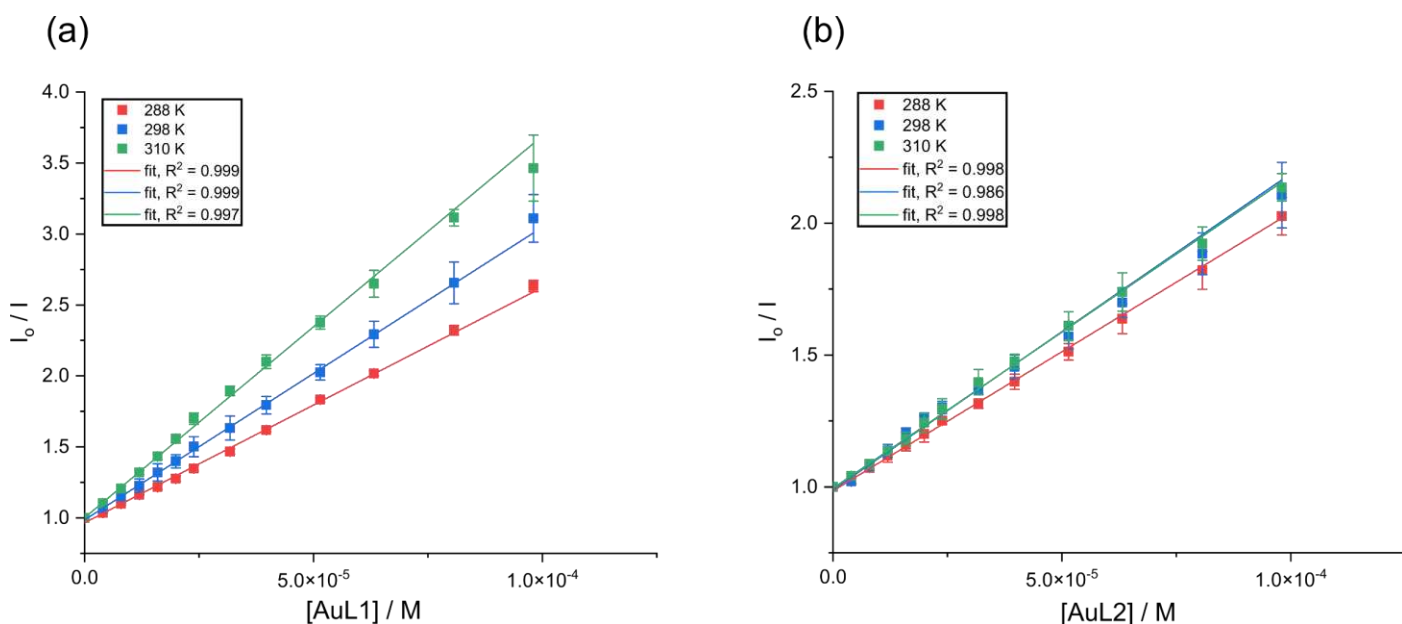 (a)
4.0
3.5
3.0
2.5
2.0
1.5
1.0
I₀ / I
288 K
298 K
310 K
fit, R² = 0.999
fit, R² = 0.999
fit, R² = 0.997
0.0
5.0×10⁻⁵
1.0×10⁻⁴
[AuL1] / M
(b)
2.5
2.0
1.5
1.0
I₀ / I
288 K
298 K
310 K
fit, R² = 0.998
fit, R² = 0.986
fit, R² = 0.998
0.0
5.0×10⁻⁵
1.0×10⁻⁴
[AuL2] / M